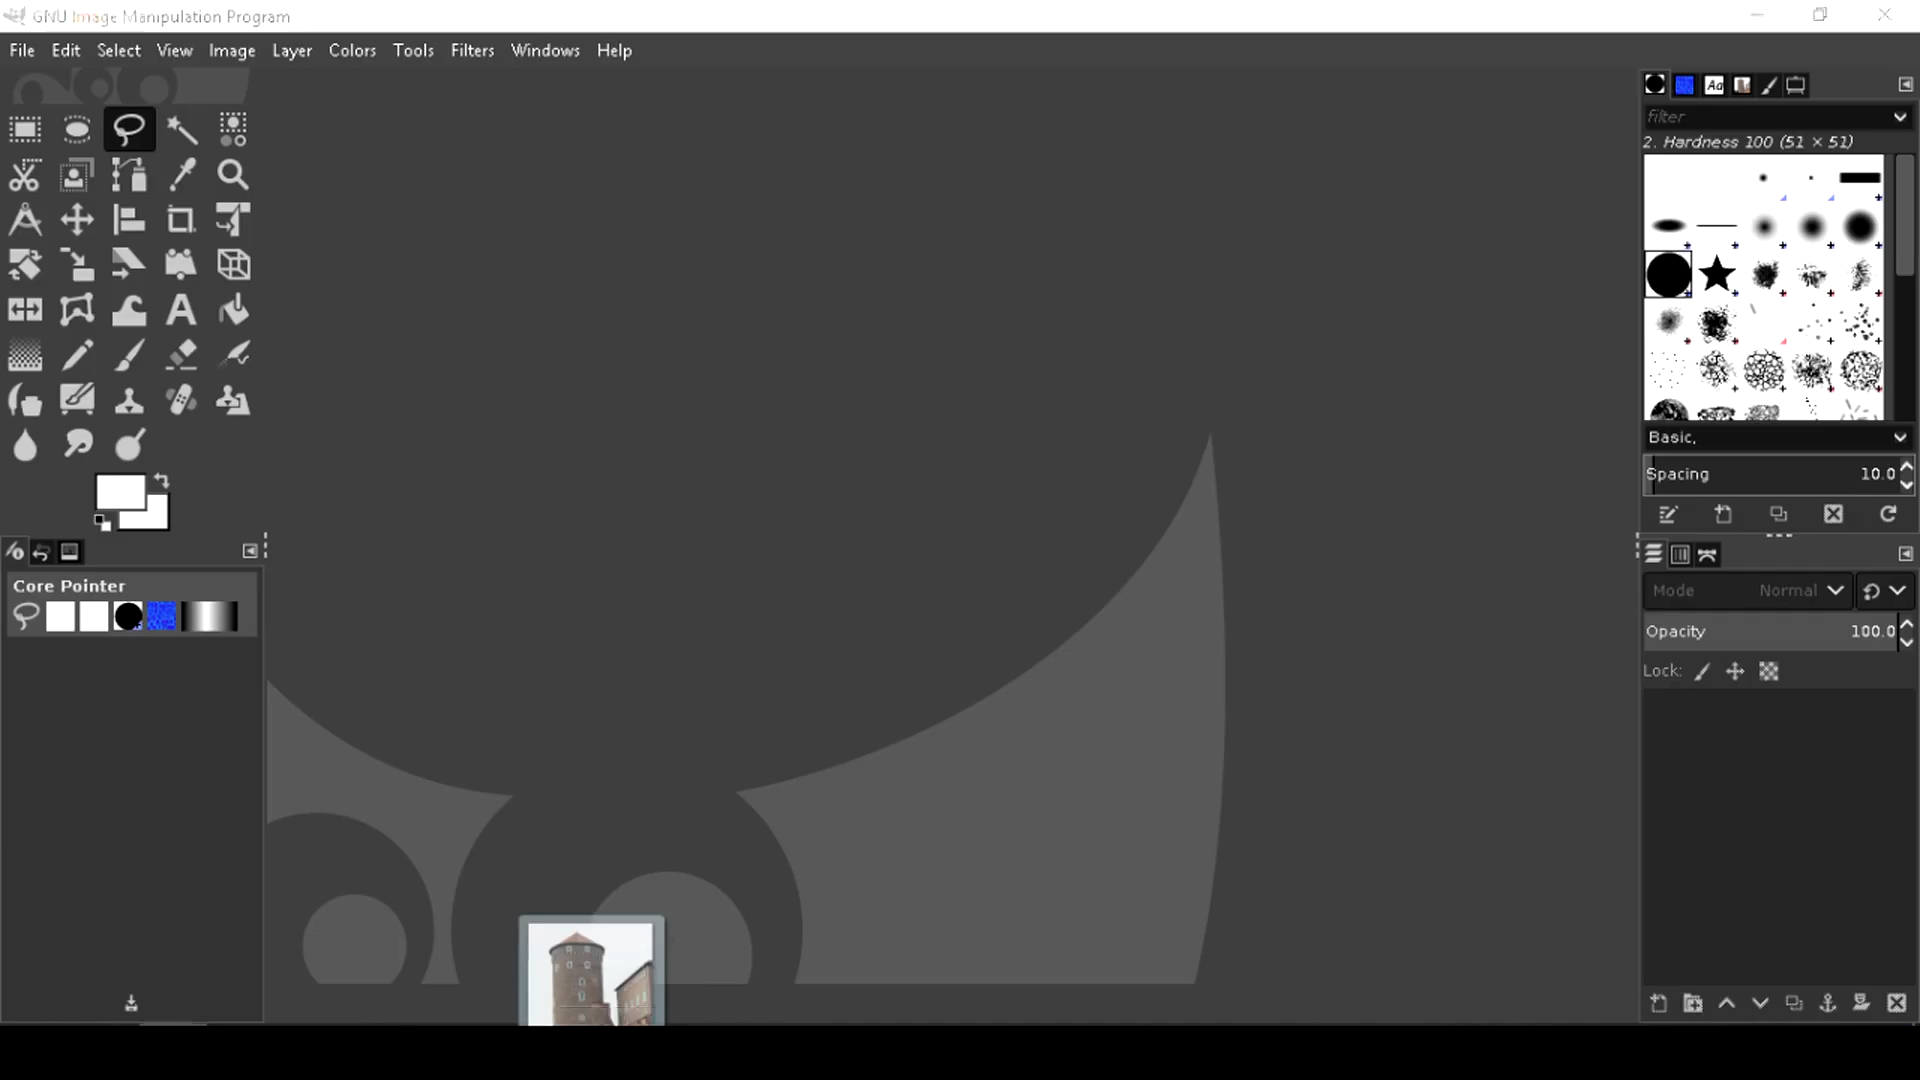 GNU Image Manipulation Program
File Edit Select View Image Layer Colors Tools Filters Windows Help
filter
2. Hardness 100 (51 × 51)
Basic,
Spacing 10.0
Core Pointer
Mode Normal
Opacity 100.0
Lock: